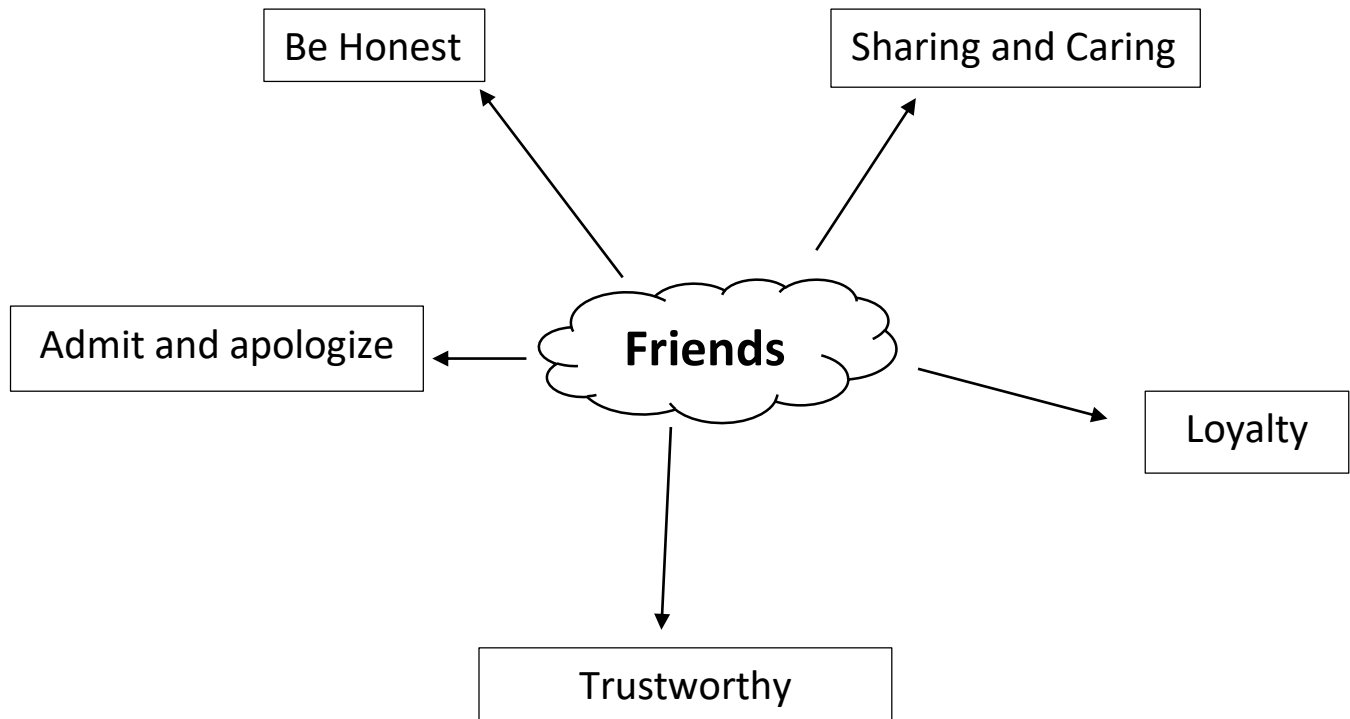 Be Honest
Sharing and Caring
Admit and apologize
Friends
Loyalty
Trustworthy